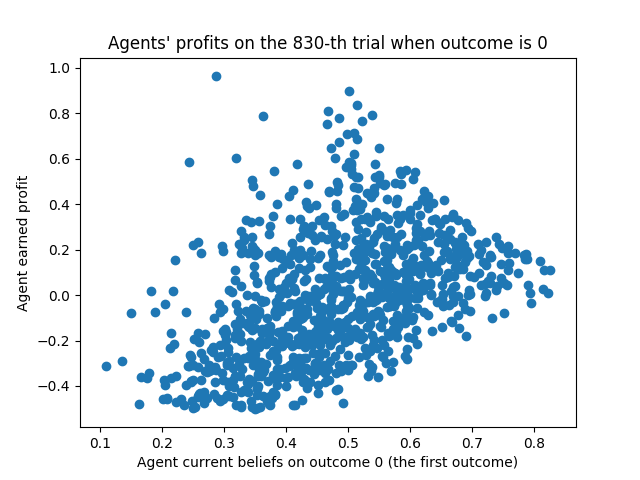 Agents' profits on the 830-th trial when outcome is 0
1.0
0.8
0.6
0.4
0.2
0.0
−0.2
−0.4
Agent earned profit
0.1 0.2 0.3 0.4 0.5 0.6 0.7 0.8
Agent current beliefs on outcome 0 (the first outcome)